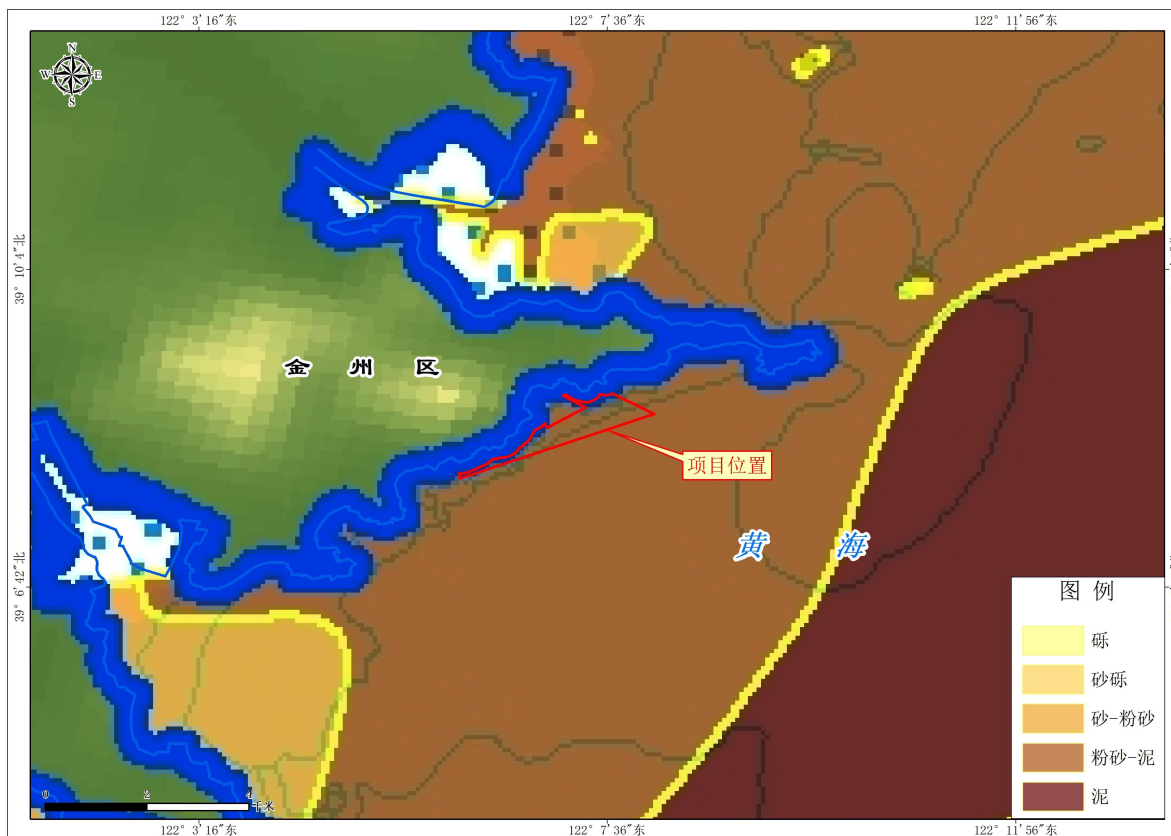 122° 3′16″东
122° 7′36″东
122° 11′56″东
N
W
E
S
39° 10′4″北
金州区
项目位置
黄海
39° 6′42″北
图例
砾
砂砾
砂-粉砂
粉砂-泥
泥
0
2
4
千米
122° 3′16″东
122° 7′36″东
122° 11′56″东